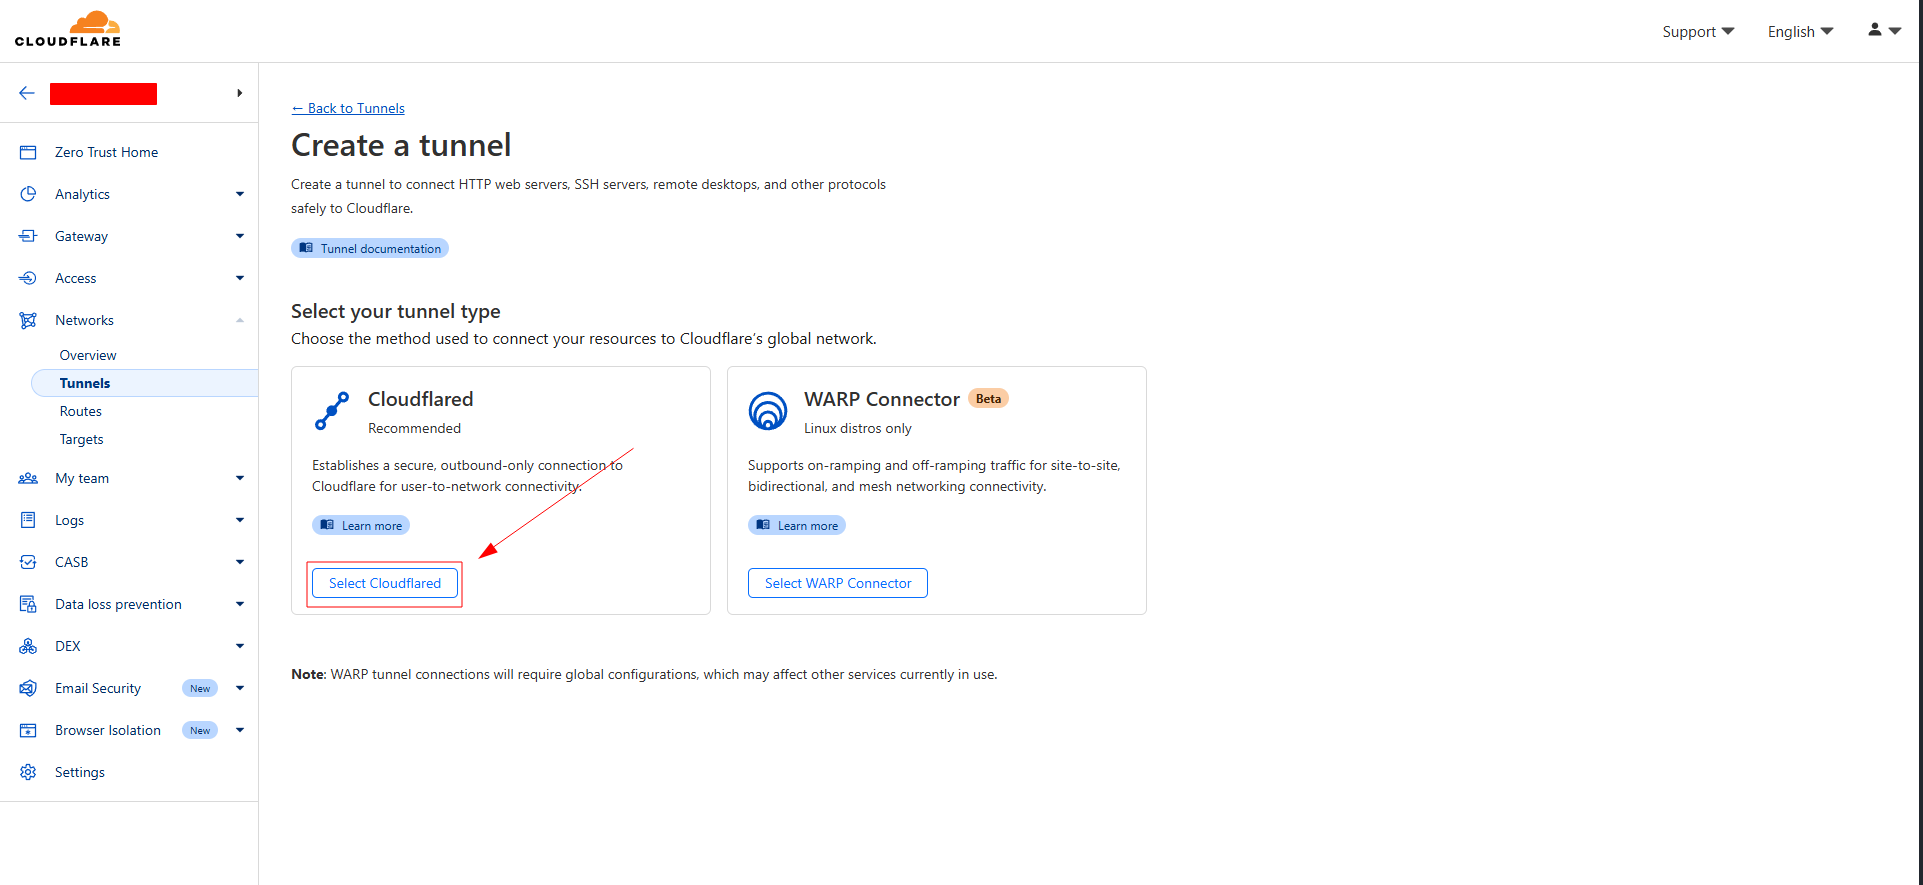 CLOUDFLARE
Support
English
Zero Trust Home
Analytics
Gateway
Access
Networks
Overview
Tunnels
Routes
Targets
My team
Logs
CASB
Data loss prevention
DEX
Email Security New
Browser Isolation New
Settings
← Back to Tunnels
Create a tunnel
Create a tunnel to connect HTTP web servers, SSH servers, remote desktops, and other protocols
safely to Cloudflare.
Tunnel documentation
Select your tunnel type
Choose the method used to connect your resources to Cloudflare’s global network.
Cloudflared
Recommended
Establishes a secure, outbound-only connection to
Cloudflare for user-to-network connectivity.
Learn more
Select Cloudflared
WARP Connector Beta
Linux distros only
Supports on-ramping and off-ramping traffic for site-to-site,
bidirectional, and mesh networking connectivity.
Learn more
Select WARP Connector
Note: WARP tunnel connections will require global configurations, which may affect other services currently in use.